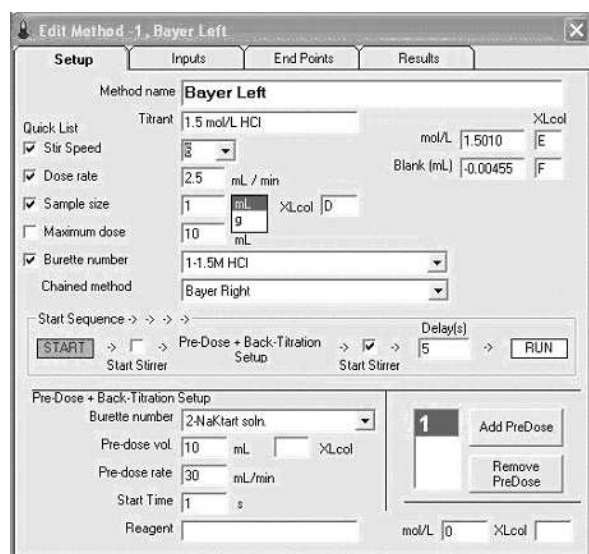 Edit Method -1, Bayer Left
Setup Inputs End Points Results
Method name Bayer Left
Titrant 1.5 mol/L HCl
XLcol
Quick List
mol/L 1.5010 E
Stir Speed
Blank (mL) -0.00455 F
Dose rate 2.5 mL / min
Sample size 1 mL XLcol D
g
Maximum dose 10 mL
Burette number 1-1.5M HCl
Chained method Bayer Right
Start Sequence -> -> -> ->
Delay(s)
START -> -> Pre-Dose + Back-Titration -> -> 5 -> RUN
Start Stirrer Setup Start Stirrer
Pre-Dose + Back-Titration Setup
Burette number 2-NaKtart soln.
1 Add PreDose
Pre-dose vol. 10 mL XLcol
Pre-dose rate 30 mL/min
Remove
PreDose
Start Time 1 s
Reagent mol/L 0 XLcol